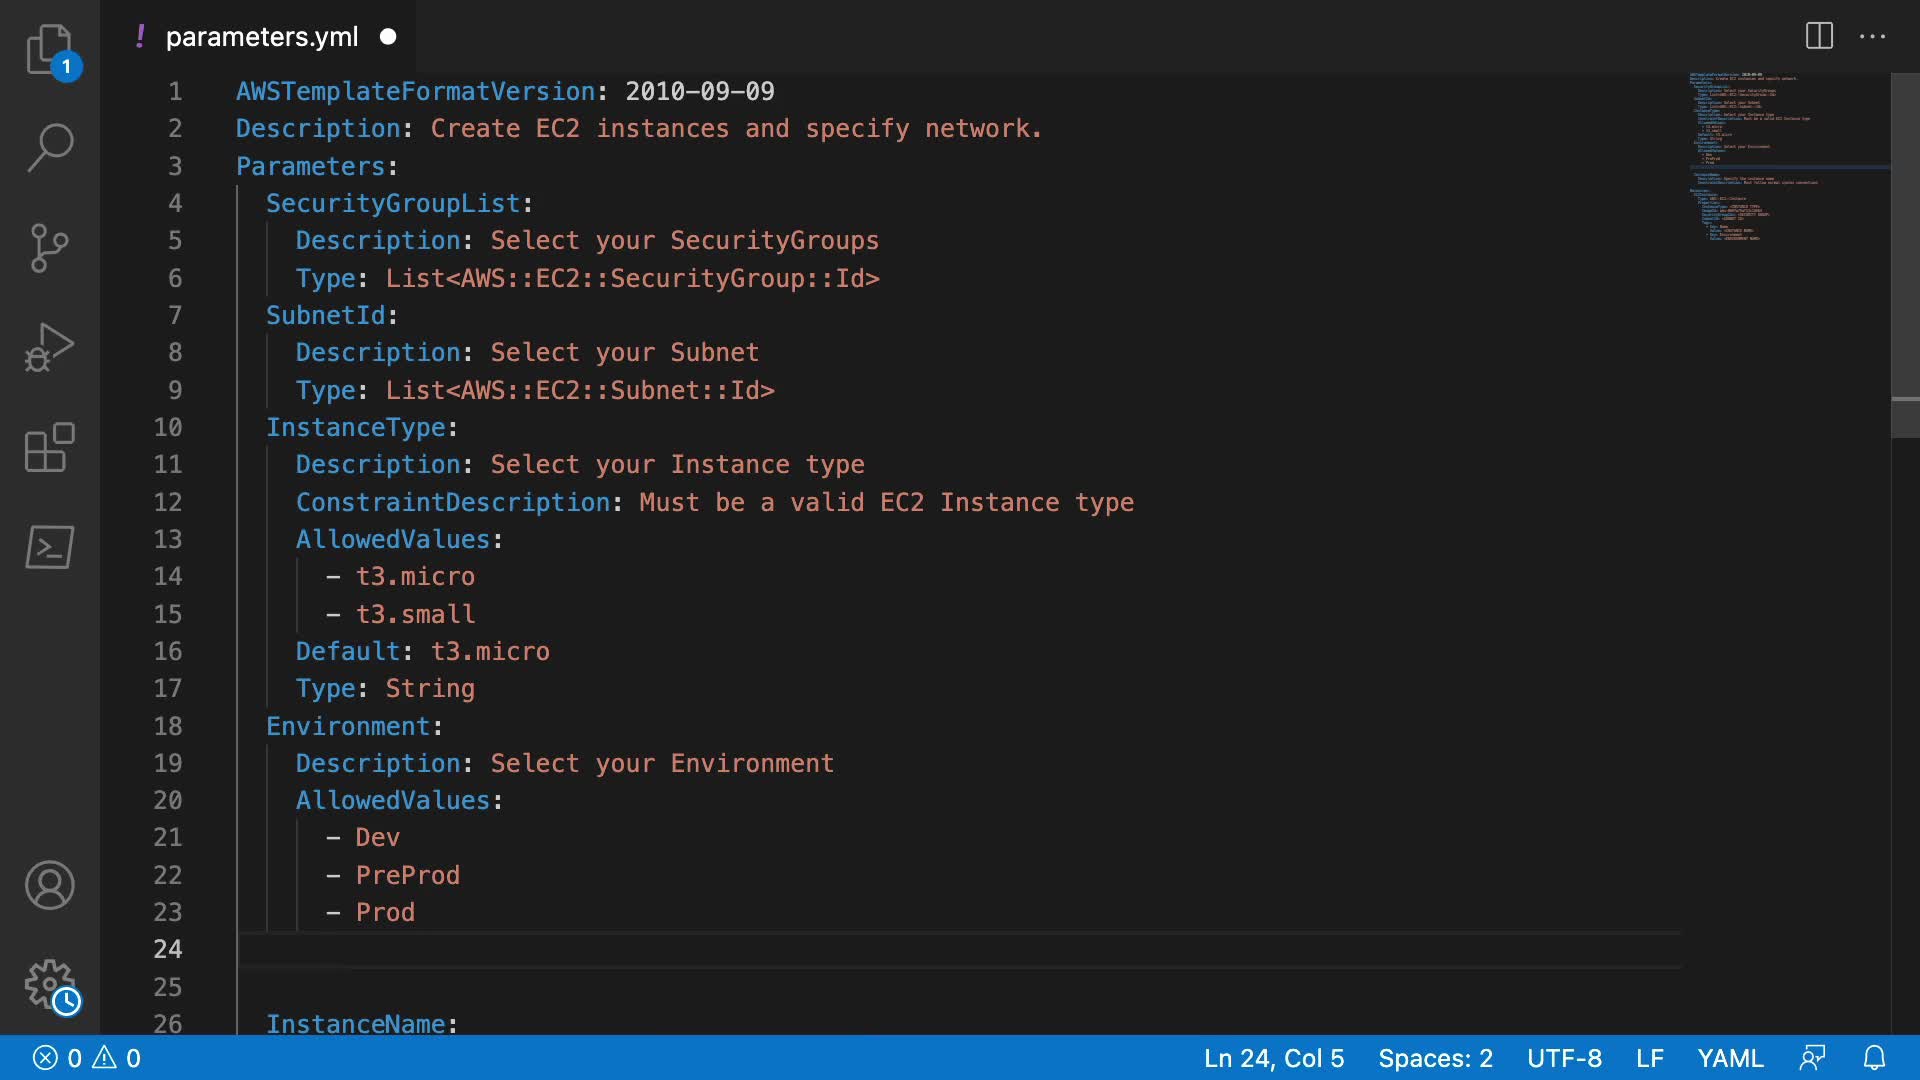 parameters.yml
1
1 AWSTemplateFormatVersion: 2010-09-09
2 Description: Create EC2 instances and specify network.
3 Parameters:
4 SecurityGroupList:
5 Description: Select your SecurityGroups
6 Type: List<AWS::EC2::SecurityGroup::Id>
7 SubnetId:
8 Description: Select your Subnet
9 Type: List<AWS::EC2::Subnet::Id>
10 InstanceType:
11 Description: Select your Instance type
12 ConstraintDescription: Must be a valid EC2 Instance type
13 AllowedValues:
14 - t3.micro
15 - t3.small
16 Default: t3.micro
17 Type: String
18 Environment:
19 Description: Select your Environment
20 AllowedValues:
21 - Dev
22 - PreProd
23 - Prod
24
25
26 InstanceName:
0 0 Ln 24, Col 5 Spaces: 2 UTF-8 LF YAML